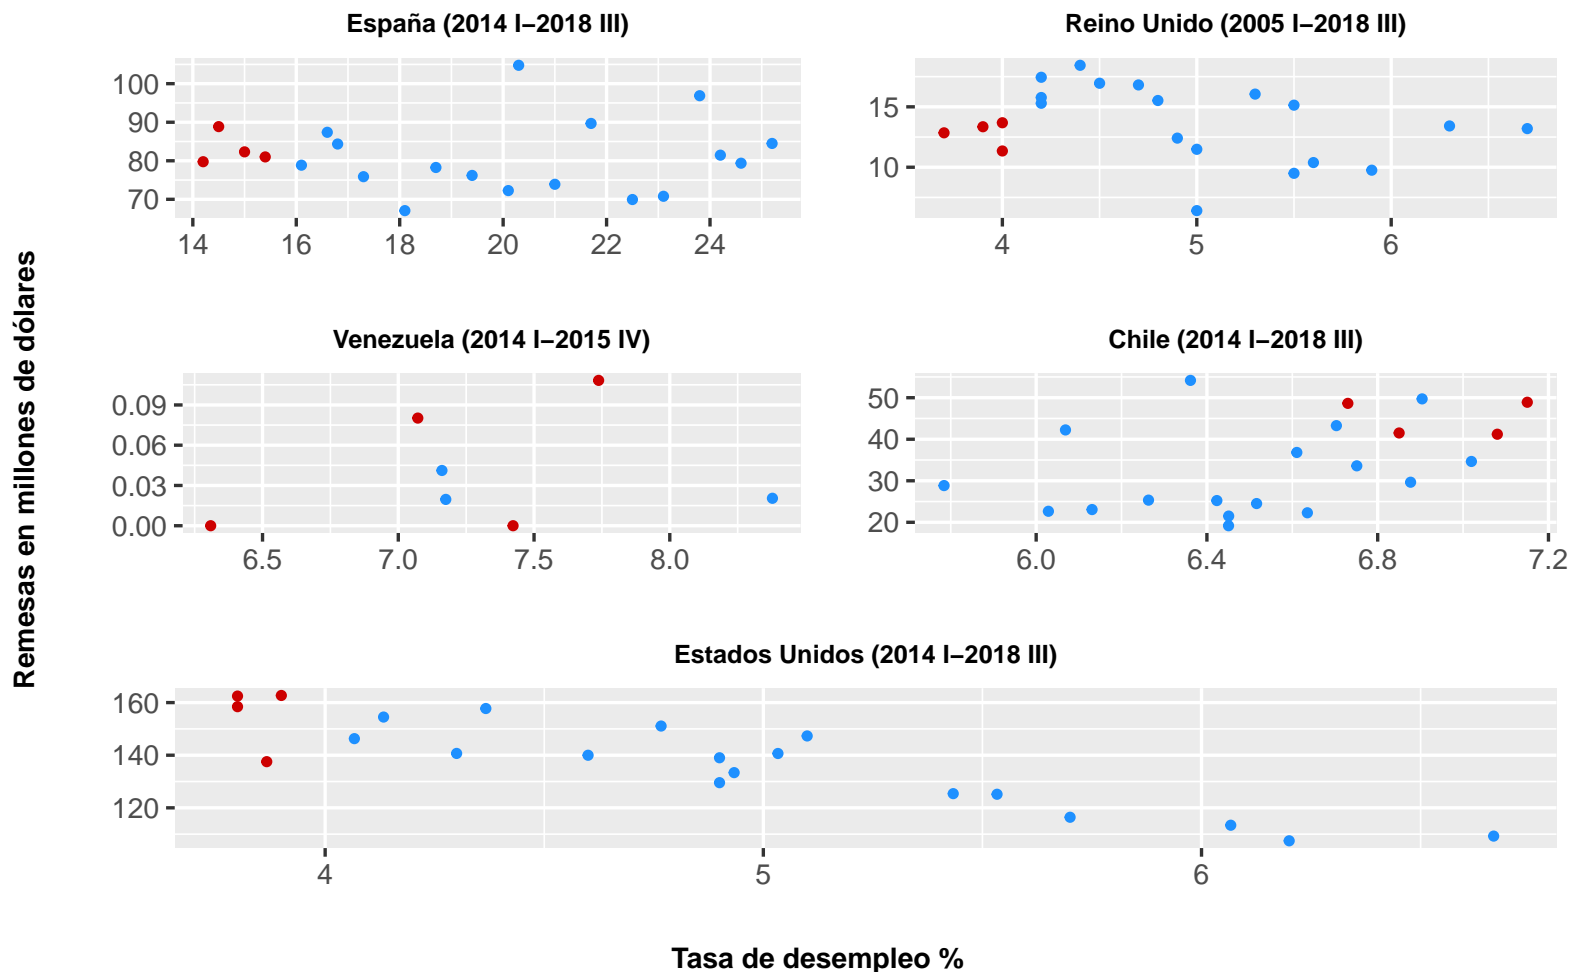 España (2014 I–2018 III)
100
90
80
70
14 16 18 20 22 24
Reino Unido (2005 I–2018 III)
15
10
4 5 6
Remesas en millones de dólares
Venezuela (2014 I–2015 IV)
0.09
0.06
0.03
0.00
6.5 7.0 7.5 8.0
Chile (2014 I–2018 III)
50
40
30
20
6.0 6.4 6.8 7.2
Estados Unidos (2014 I–2018 III)
160
140
120
4 5 6
Tasa de desempleo %